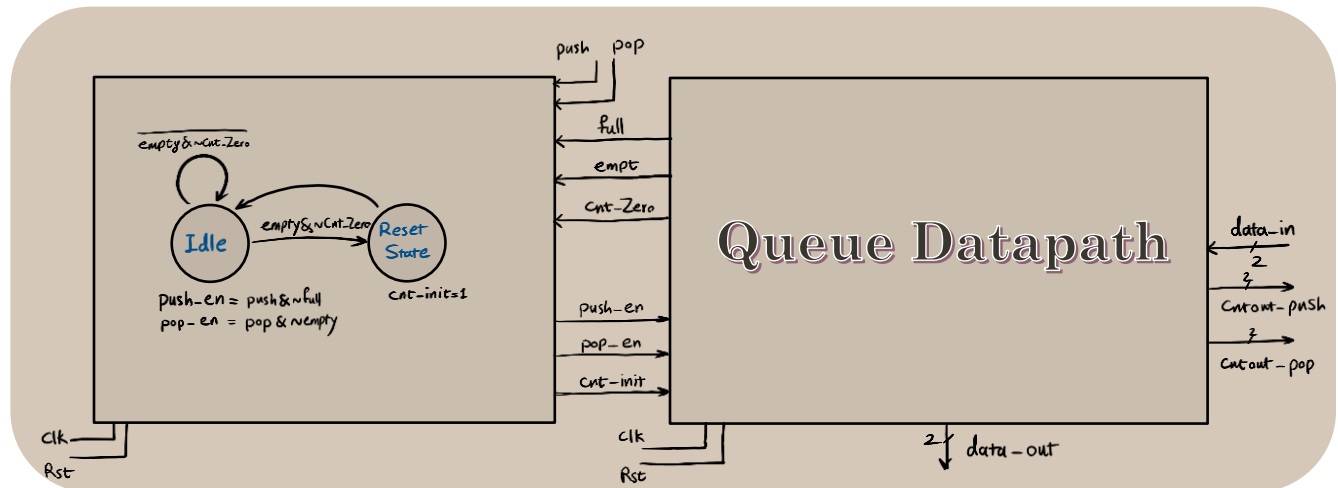 push pop
full
empt
Cnt-Zero
empty&~Cnt-Zero
Idle
empty&~Cnt-Zero
Reset
State
Cnt-init=1
push-en = push&~full
pop-en = pop&~empty
Queue Datapath
data-in
2
2
Cntout-push
2
Cntout-pop
push-en
pop-en
Cnt-init
Clk
Rst
Clk
Rst
2
data-out